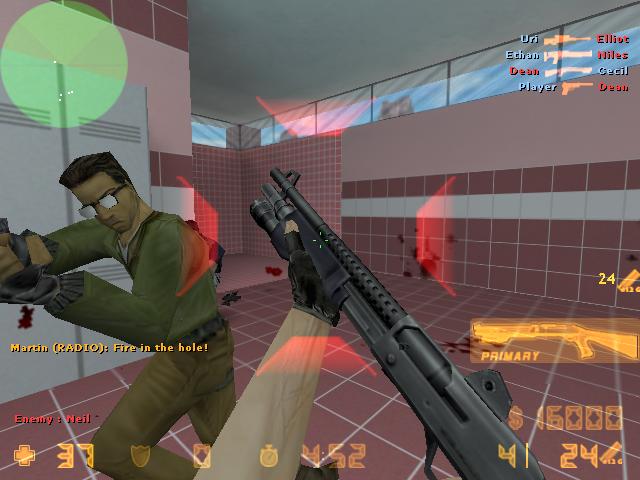 Uri Elliot
Ethan Niles
Dean Cecil
Player Dean
24
PRIMARY
Martin (RADIO): Fire in the hole!
Enemy : Neil
$ 16000
37 0 4:52 4 | 24